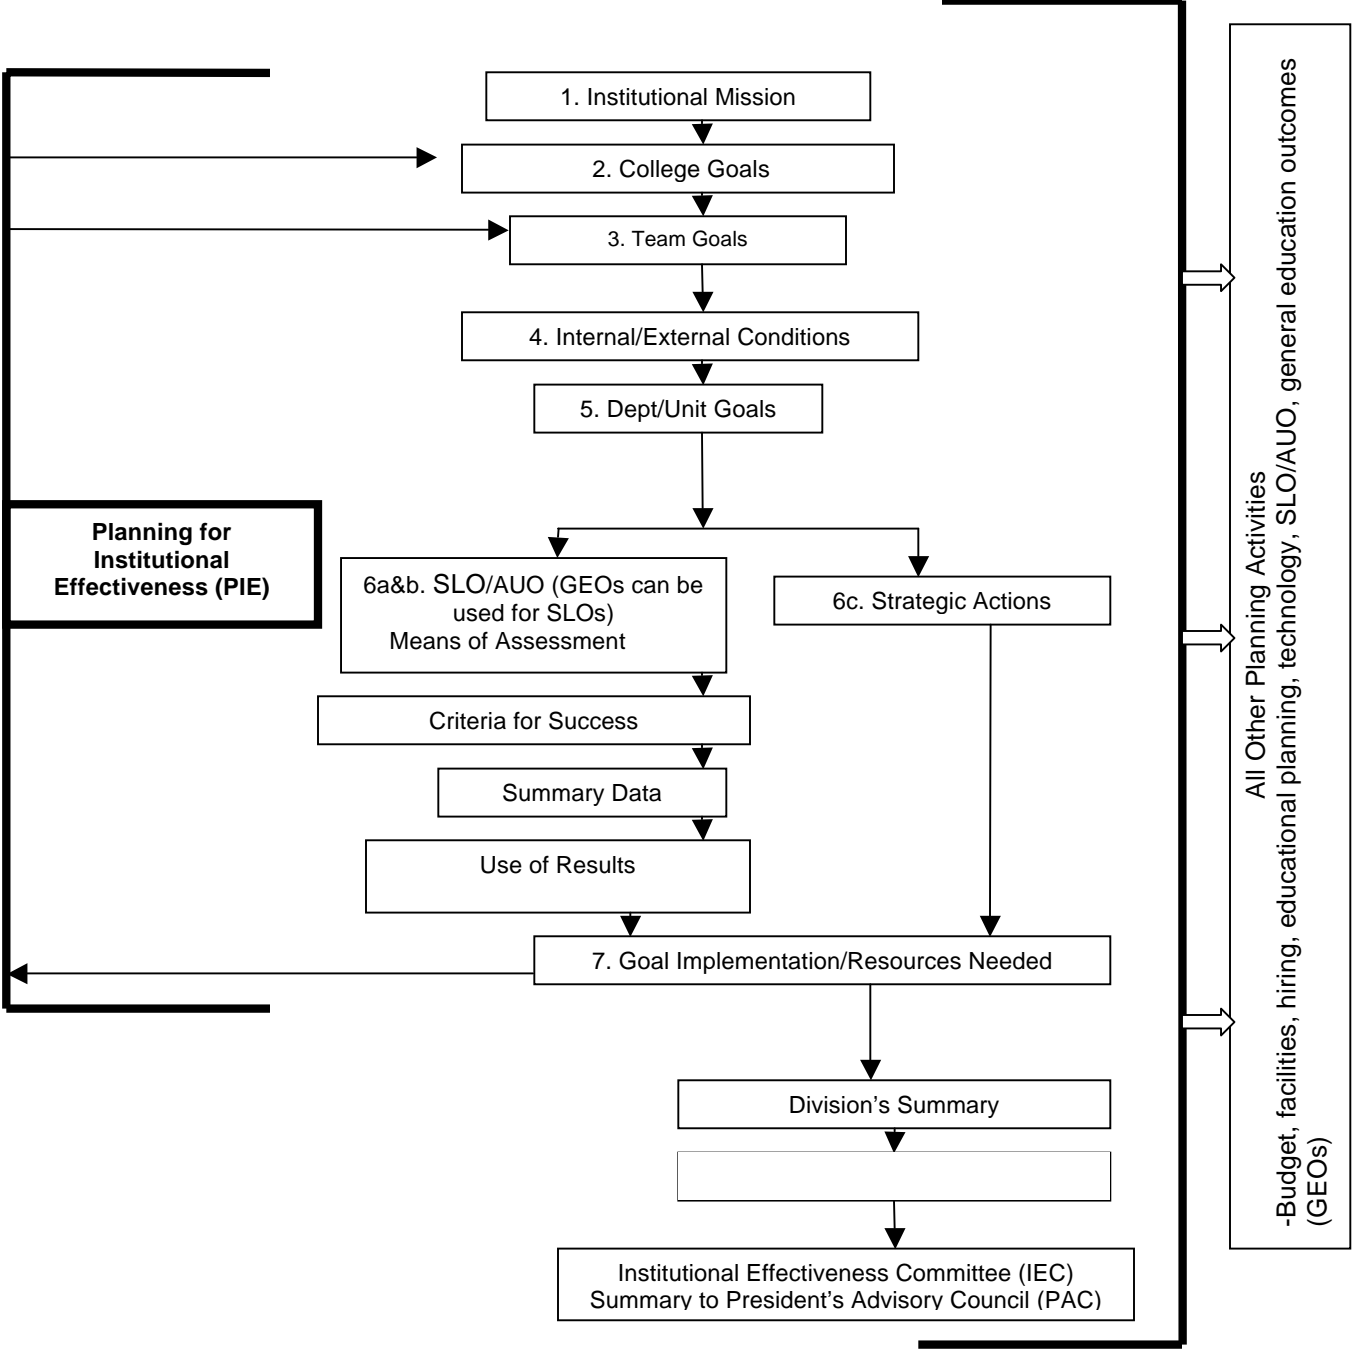 1. Institutional Mission
2. College Goals
3. Team Goals
4. Internal/External Conditions
5. Dept/Unit Goals
Planning for
Institutional
Effectiveness (PIE)
6a&b. SLO/AUO (GEOs can be
used for SLOs)
Means of Assessment
6c. Strategic Actions
Criteria for Success
Summary Data
Use of Results
7. Goal Implementation/Resources Needed
Division’s Summary
Institutional Effectiveness Committee (IEC)
Summary to President’s Advisory Council (PAC)
All Other Planning Activities
-Budget, facilities, hiring, educational planning, technology, SLO/AUO, general education outcomes
(GEOs)